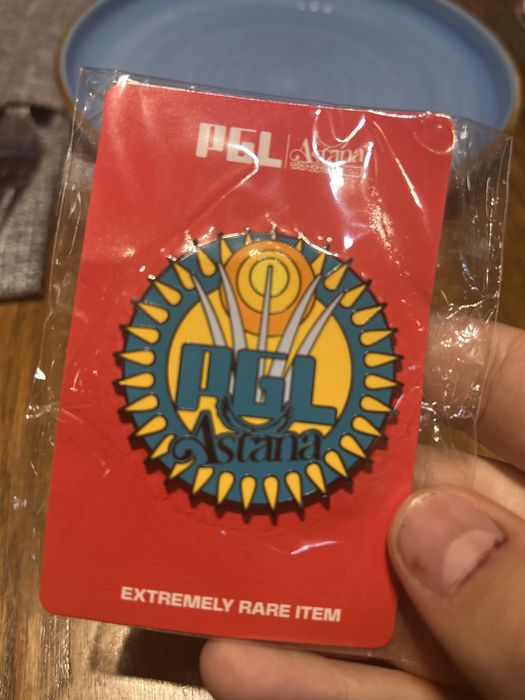 PGL | Astana
PGL
Astana
EXTREMELY RARE ITEM